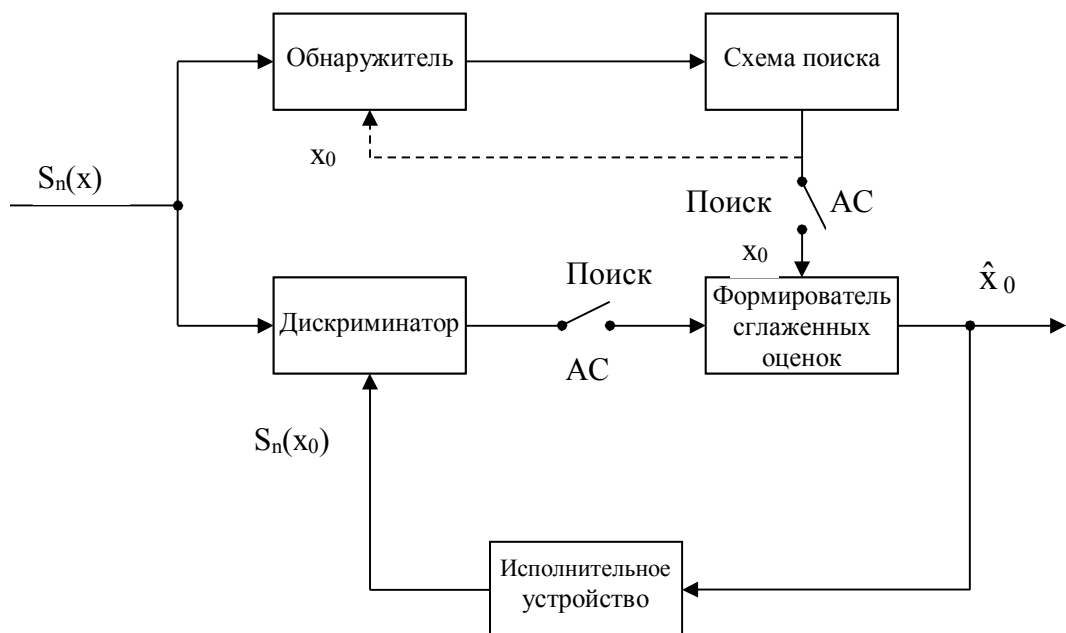 Обнаружитель
Схема поиска
x₀
Sₙ(x)
Поиск
АС
x₀
Поиск
x̂ ₀
Дискриминатор
Формирователь
сглаженных
оценок
АС
Sₙ(x₀)
Исполнительное
устройство